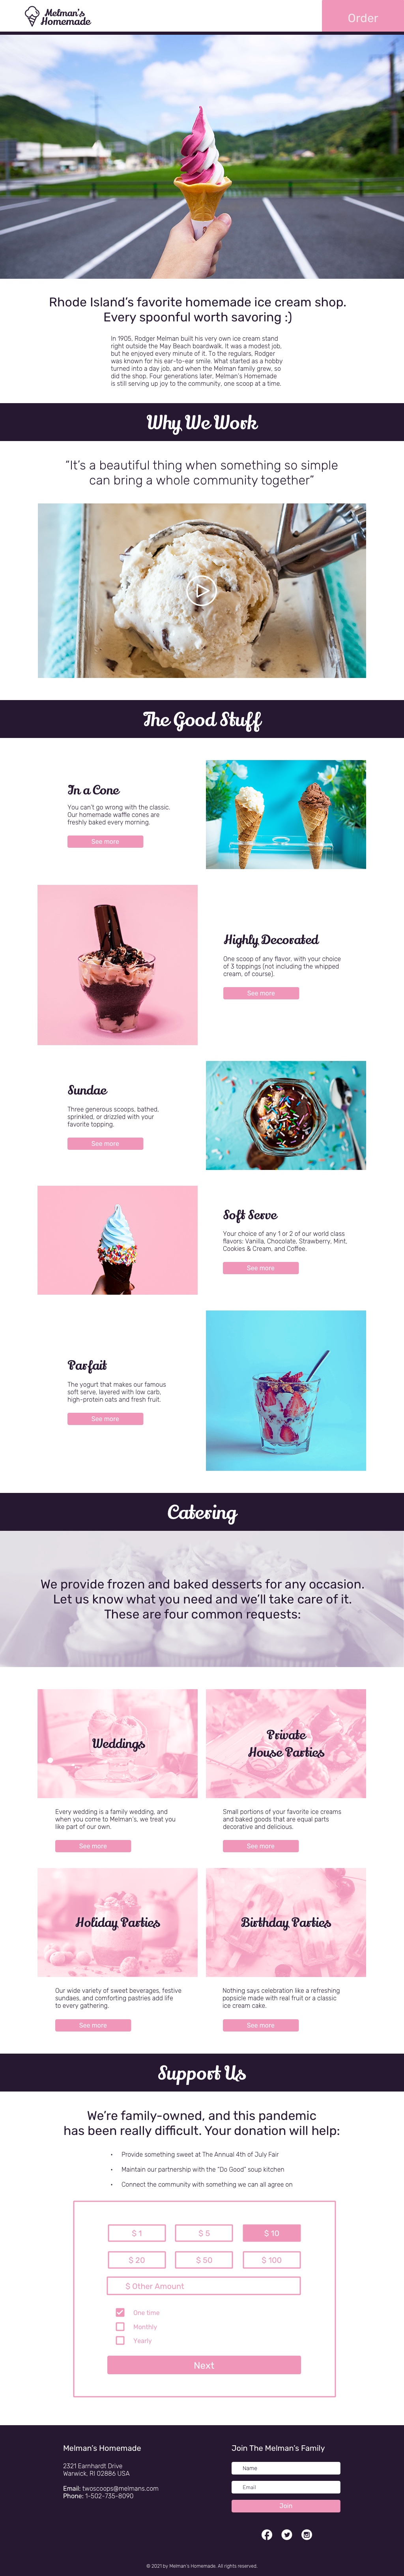 Melman's
Homemade
Order
Rhode Island's favorite homemade ice cream shop.
Every spoonful worth savoring :)
In 1905, Rodger Melman built his very own ice cream stand
right outside the May Beach boardwalk. It was a modest job,
but he enjoyed every minute of it. To the regulars, Rodger
was known for his ear-to-ear smile. What started as a hobby
turned into a day job, and when the Melman family grew, so
did the shop. Four generations later, Melman's Homemade
is still serving up joy to the community, one scoop at a time.
Why We Work
"It's a beautiful thing when something so simple
can bring a whole community together"
The Good Stuff
In a Cone
You can't go wrong with the classic.
Our homemade waffle cones are
freshly baked every morning.
See more
Highly Decorated
One scoop of any flavor, with your choice
of 3 toppings (not including the whipped
cream, of course).
See more
Sundae
Three generous scoops, bathed,
sprinkled, or drizzled with your
favorite topping.
See more
Soft Serve
Your choice of any 1 or 2 of our world class
flavors: Vanilla, Chocolate, Strawberry, Mint,
Cookies & Cream, and Coffee.
See more
Parfait
The yogurt that makes our famous
soft serve, layered with low carb,
high-protein oats and fresh fruit.
See more
Catering
We provide frozen and baked desserts for any occasion.
Let us know what you need and we'll take care of it.
These are four common requests:
Weddings
Every wedding is a family wedding, and
when you come to Melman's, we treat you
like part of our own.
See more
Private
House Parties
Small portions of your favorite ice creams
and baked goods that are equal parts
decorative and delicious.
See more
Holiday Parties
Our wide variety of sweet beverages, festive
sundaes, and comforting pastries add life
to every gathering.
See more
Birthday Parties
Nothing says celebration like a refreshing
popsicle made with real fruit or a classic
ice cream cake.
See more
Support Us
We're family-owned, and this pandemic
has been really difficult. Your donation will help:
• Provide something sweet at The Annual 4th of July Fair
• Maintain our partnership with the "Do Good" soup kitchen
• Connect the community with something we can all agree on
$ 1
$ 5
$ 10
$ 20
$ 50
$ 100
$ Other Amount
One time
Monthly
Yearly
Next
Melman's Homemade
2321 Earnhardt Drive
Warwick, RI 02886 USA
Email: twoscoops@melmans.com
Phone: 1-502-735-8090
Join The Melman's Family
Name
Email
Join
© 2021 by Melman's Homemade. All rights reserved.